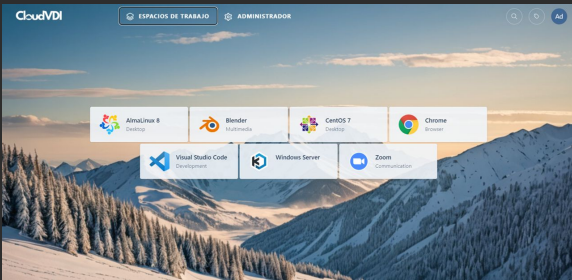 CloudVDI
ESPACIOS DE TRABAJO
ADMINISTRADOR
Ad
AlmaLinux 8
Desktop
Blender
Multimedia
CentOS 7
Desktop
Chrome
Browser
Visual Studio Code
Development
Windows Server
Zoom
Communication